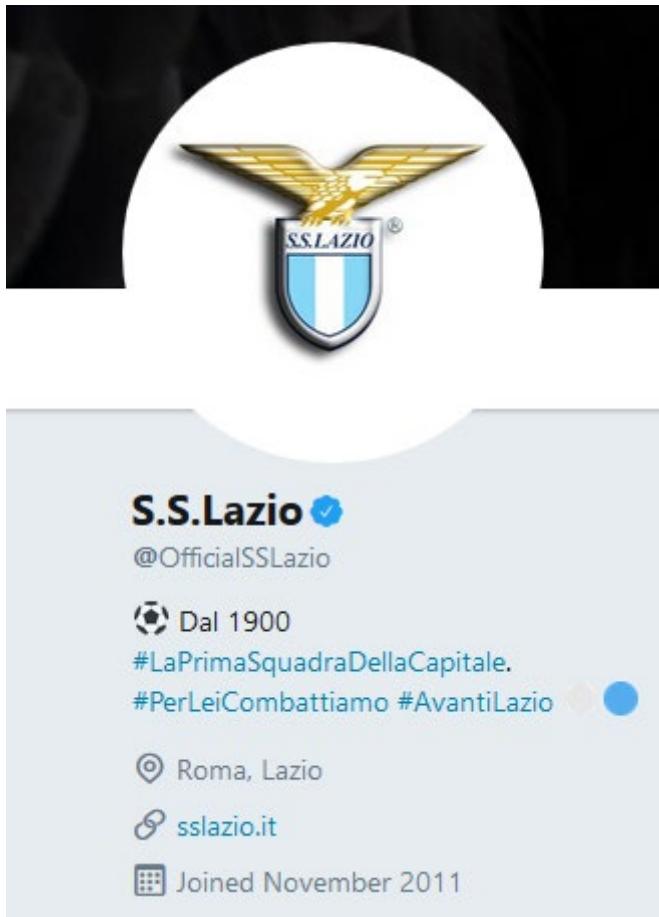 S.S.LAZIO ®
S.S.Lazio
@OfficialSSLazio
Dal 1900
#LaPrimaSquadraDellaCapitale.
#PerLeiCombattiamo #AvantiLazio
Roma, Lazio
sslazio.it
Joined November 2011